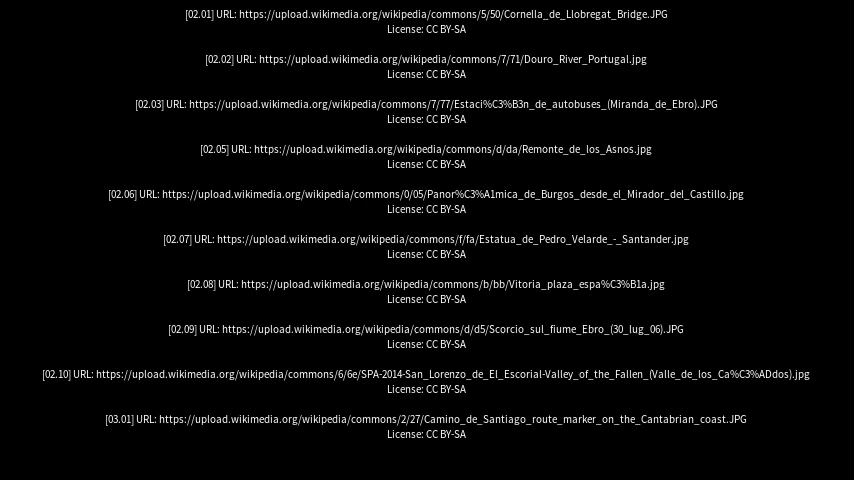 [02.01] URL: https://upload.wikimedia.org/wikipedia/commons/5/50/Cornella_de_Llobregat_Bridge.JPG
License: CC BY-SA
[02.02] URL: https://upload.wikimedia.org/wikipedia/commons/7/71/Douro_River_Portugal.jpg
License: CC BY-SA
[02.03] URL: https://upload.wikimedia.org/wikipedia/commons/7/77/Estaci%C3%B3n_de_autobuses_(Miranda_de_Ebro).JPG
License: CC BY-SA
[02.05] URL: https://upload.wikimedia.org/wikipedia/commons/d/da/Remonte_de_los_Asnos.jpg
License: CC BY-SA
[02.06] URL: https://upload.wikimedia.org/wikipedia/commons/0/05/Panor%C3%A1mica_de_Burgos_desde_el_Mirador_del_Castillo.jpg
License: CC BY-SA
[02.07] URL: https://upload.wikimedia.org/wikipedia/commons/f/fa/Estatua_de_Pedro_Velarde_-_Santander.jpg
License: CC BY-SA
[02.08] URL: https://upload.wikimedia.org/wikipedia/commons/b/bb/Vitoria_plaza_espa%C3%B1a.jpg
License: CC BY-SA
[02.09] URL: https://upload.wikimedia.org/wikipedia/commons/d/d5/Scorcio_sul_fiume_Ebro_(30_lug_06).JPG
License: CC BY-SA
[02.10] URL: https://upload.wikimedia.org/wikipedia/commons/6/6e/SPA-2014-San_Lorenzo_de_El_Escorial-Valley_of_the_Fallen_(Valle_de_los_Ca%C3%ADdos).jpg
License: CC BY-SA
[03.01] URL: https://upload.wikimedia.org/wikipedia/commons/2/27/Camino_de_Santiago_route_marker_on_the_Cantabrian_coast.JPG
License: CC BY-SA